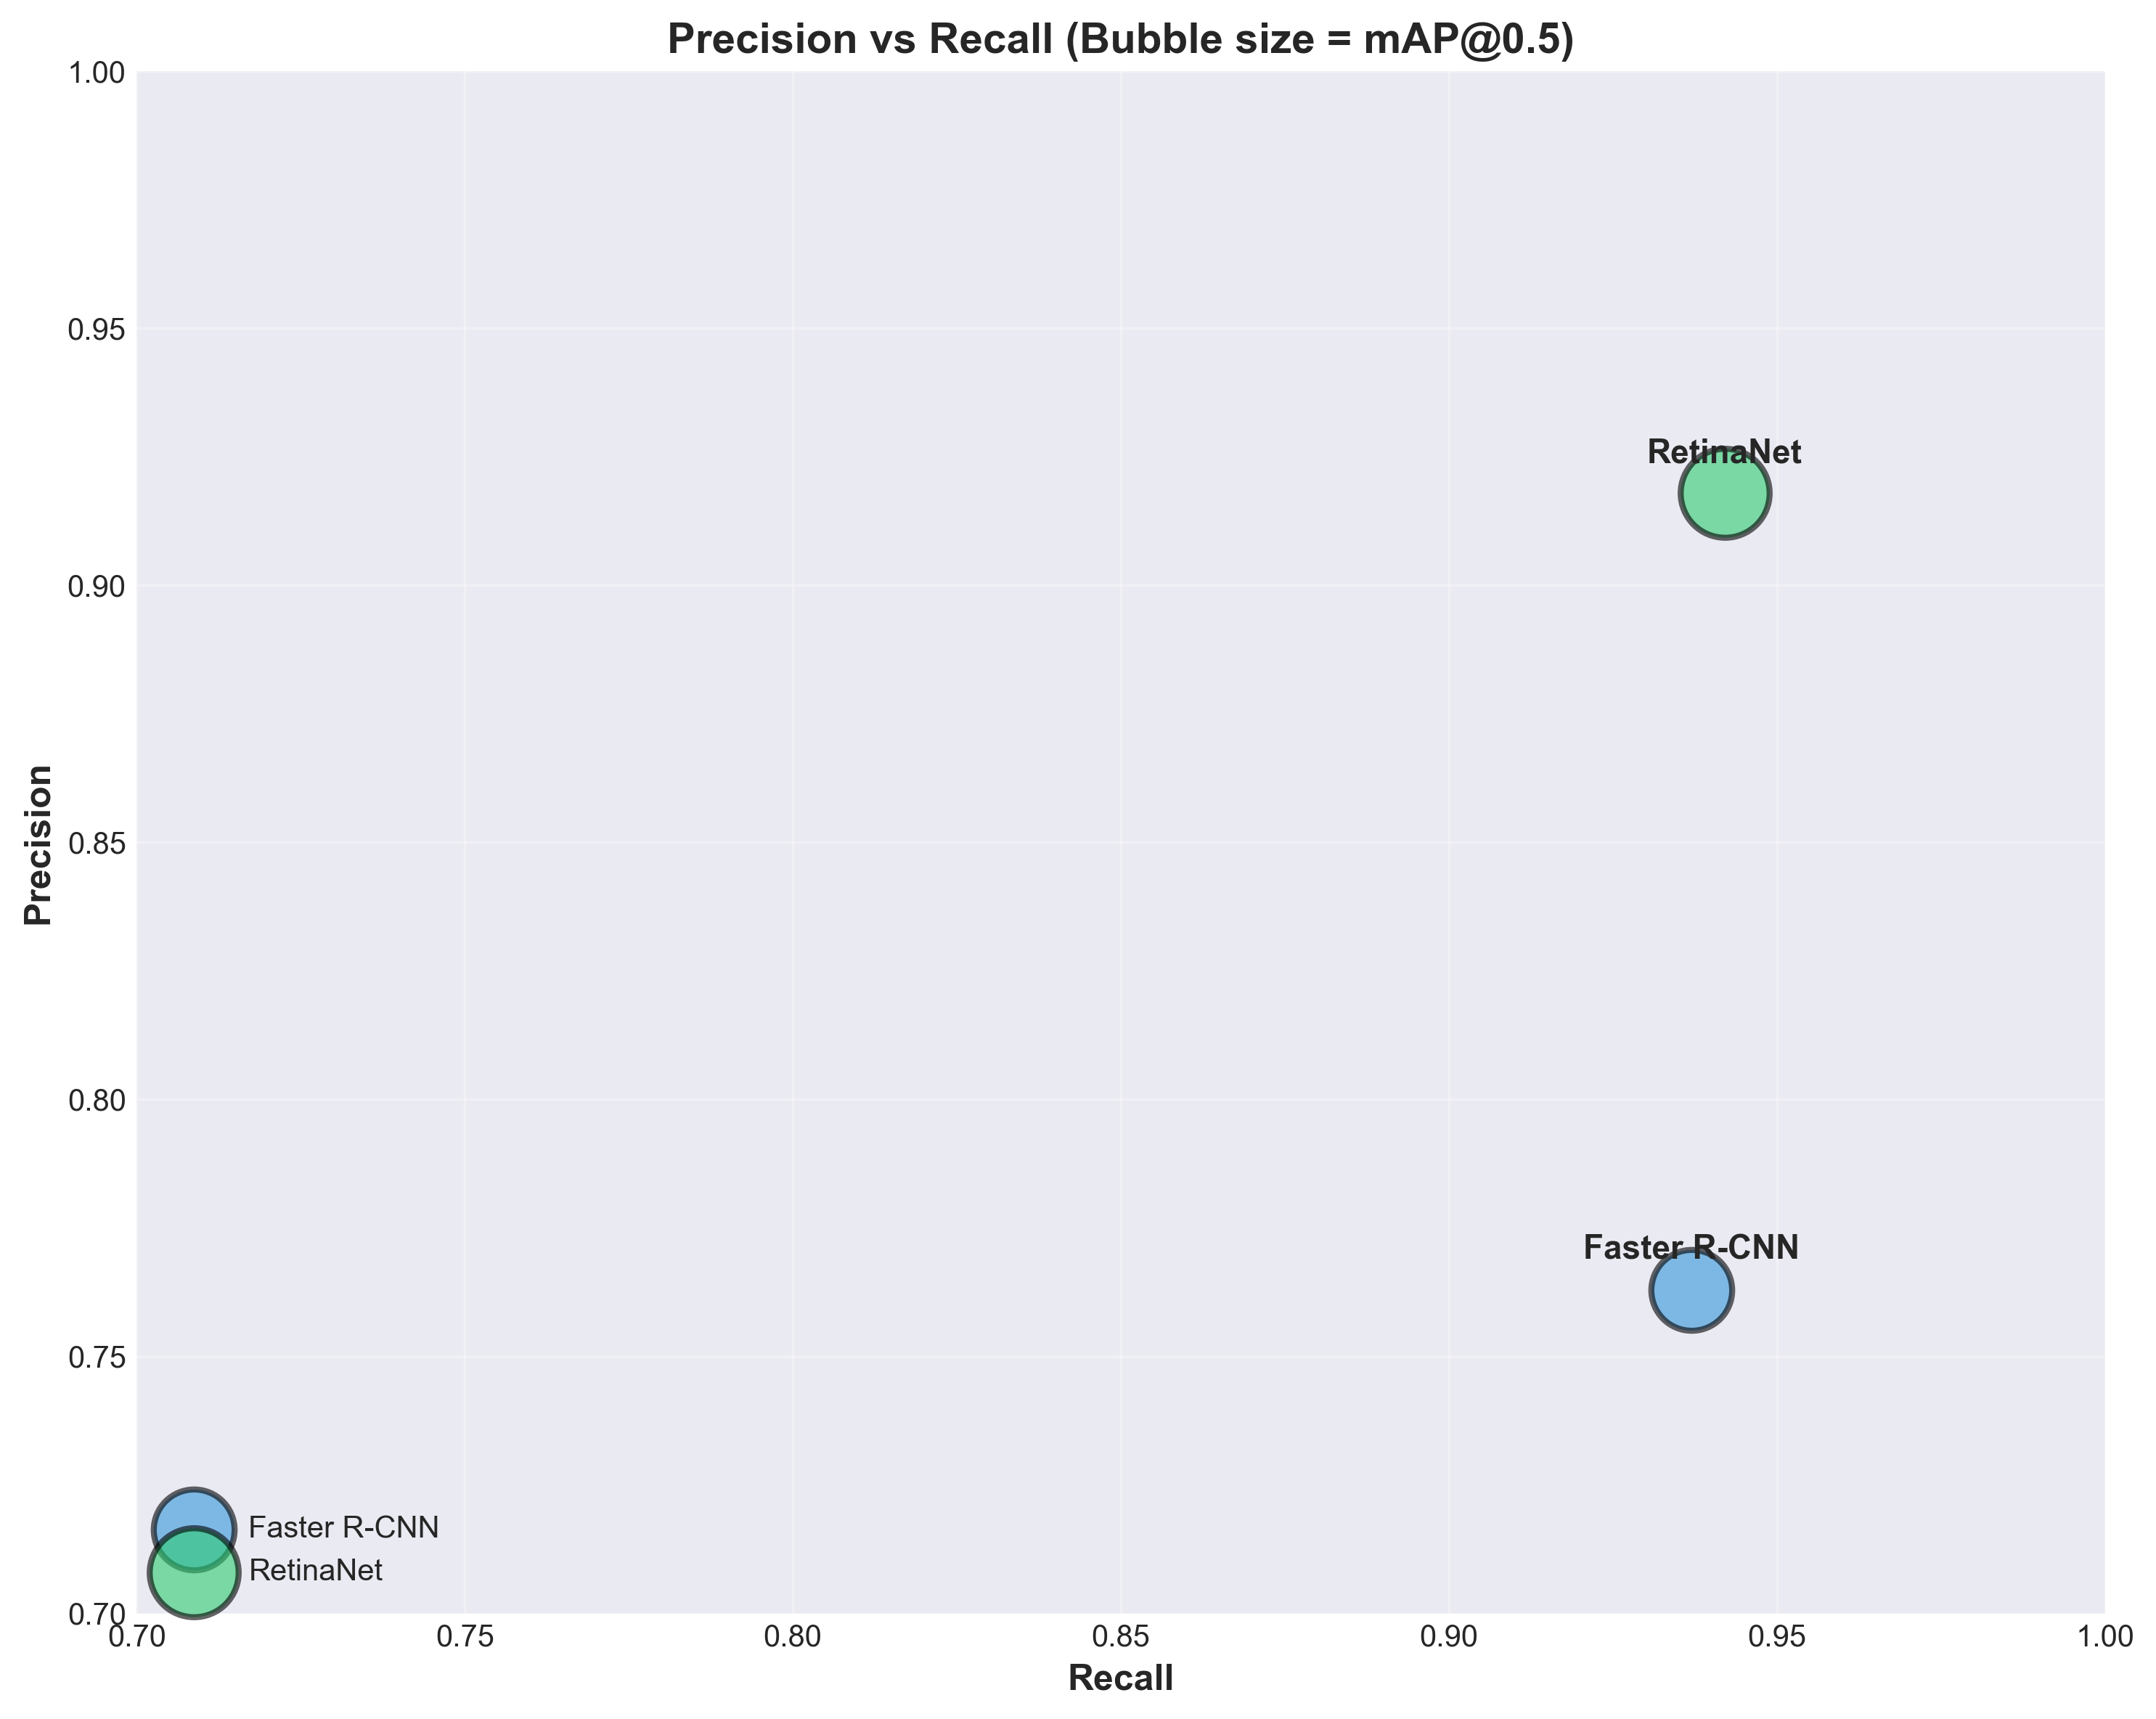 Precision vs Recall (Bubble size = mAP@0.5)
1.00
0.95
0.90
0.85
0.80
0.75
0.70
Precision
RetinaNet
Faster R-CNN
Faster R-CNN
RetinaNet
0.70 0.75 0.80 0.85 0.90 0.95 1.00
Recall